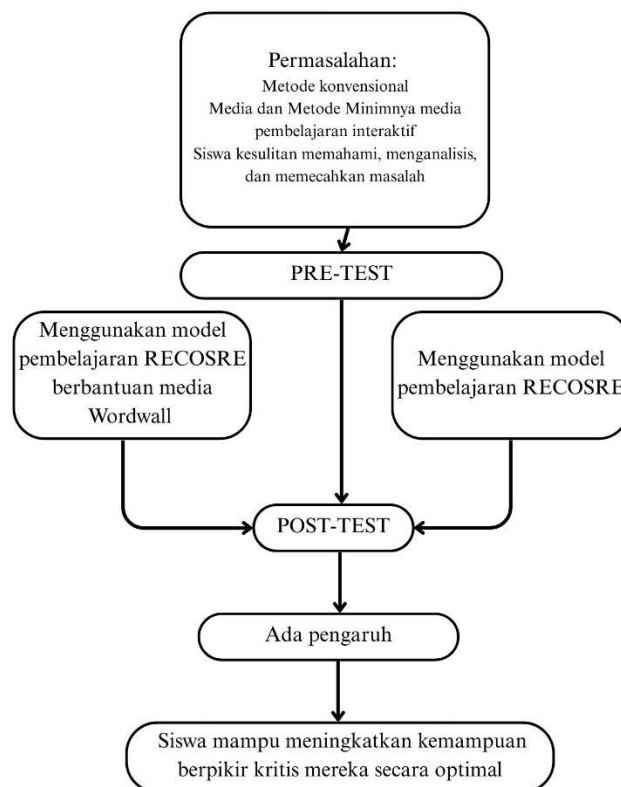 Permasalahan:
Metode konvensional
Media dan Metode Minimnya media
pembelajaran interaktif
Siswa kesulitan memahami, menganalisis,
dan memecahkan masalah
PRE-TEST
Menggunakan model
pembelajaran RECOSRE
berbantuan media
Wordwall
Menggunakan model
pembelajaran RECOSRE
POST-TEST
Ada pengaruh
Siswa mampu meningkatkan kemampuan
berpikir kritis mereka secara optimal